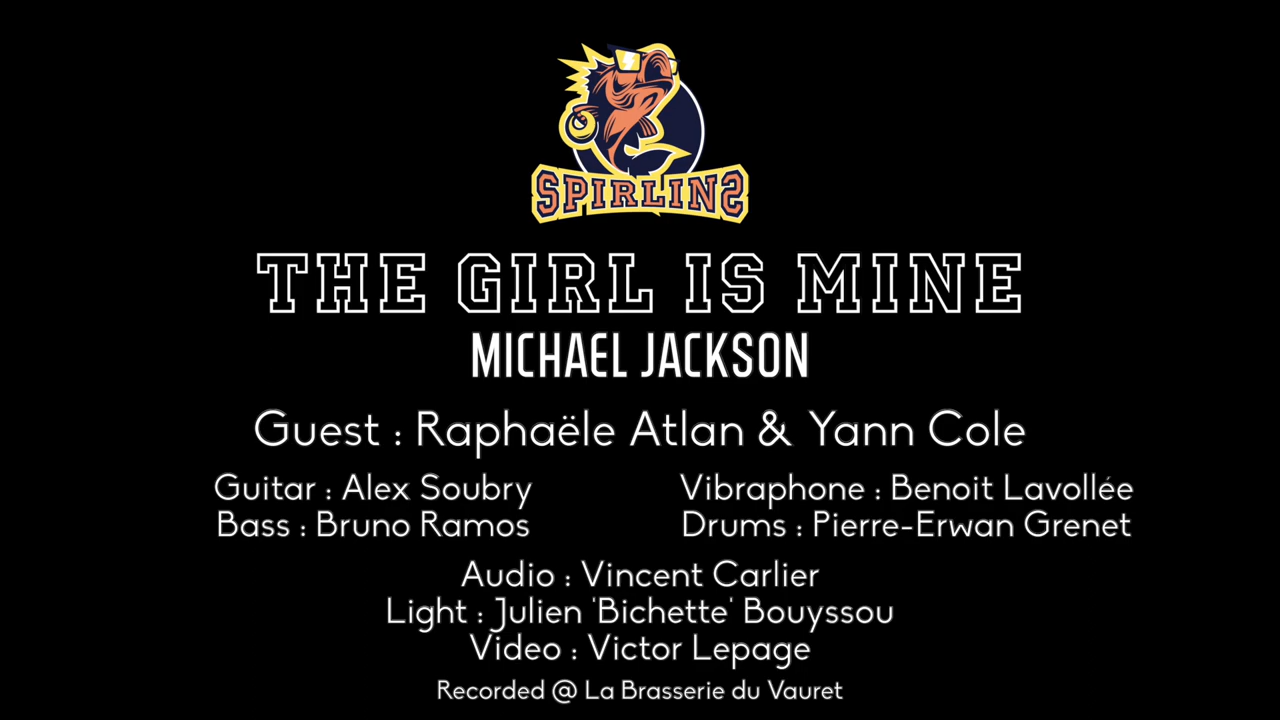 SPIRLINS
THE GIRL IS MINE
MICHAEL JACKSON
Guest : Raphaële Atlan & Yann Cole
Guitar : Alex Soubry
Vibraphone : Benoit Lavollée
Bass : Bruno Ramos
Drums : Pierre-Erwan Grenet
Audio : Vincent Carlier
Light : Julien 'Bichette' Bouyssou
Video : Victor Lepage
Recorded @ La Brasserie du Vauret